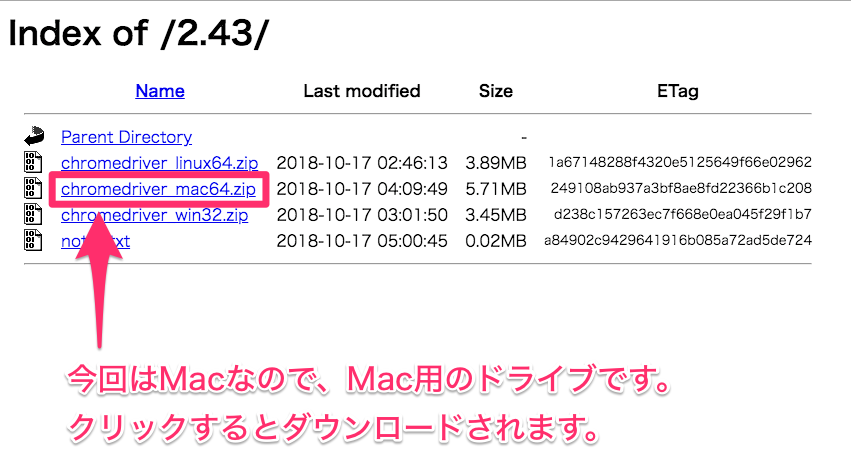 Index of /2.43/
Name Last modified Size ETag
Parent Directory -
chromedriver_linux64.zip 2018-10-17 02:46:13 3.89MB 1a67148288f4320e5125649f66e02962
chromedriver_mac64.zip 2018-10-17 04:09:49 5.71MB 249108ab937a3bf8ae8fd22366b1c208
chromedriver_win32.zip 2018-10-17 03:01:50 3.45MB d238c157263ec7f668e0ea045f29f1b7
2018-10-17 05:00:45 0.02MB a84902c9429641916b085a72ad5de724
今回はMacなので、Mac用のドライブです。
クリックするとダウンロードされます。